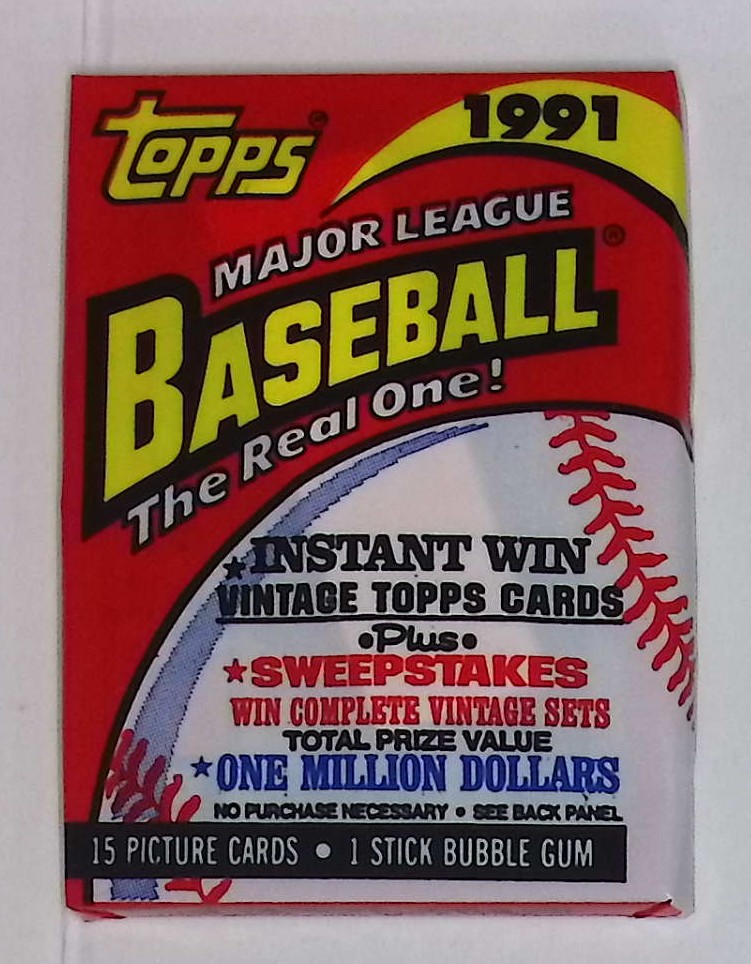 Topps®
1991
MAJOR LEAGUE
BASEBALL®
The Real One!
★INSTANT WIN
VINTAGE TOPPS CARDS
•Plus•
★SWEEPSTAKES
WIN COMPLETE VINTAGE SETS
TOTAL PRIZE VALUE
★ONE MILLION DOLLARS
NO PURCHASE NECESSARY • SEE BACK PANEL
15 PICTURE CARDS • 1 STICK BUBBLE GUM